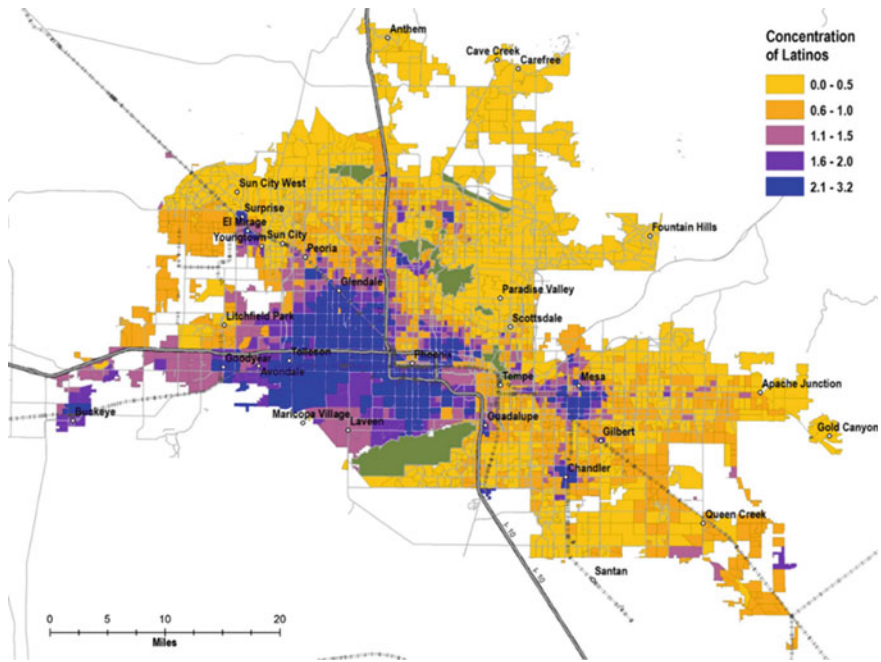 Anthem
Cave Creek
Carefree
Concentration
of Latinos
0.0 - 0.5
0.6 - 1.0
1.1 - 1.5
1.6 - 2.0
2.1 - 3.2
Sun City West
Surprise
El Mirage
Youngtown
Sun City
Peoria
Fountain Hills
Glendale
Paradise Valley
Litchfield Park
Scottsdale
Goodyear
Tolleson
Avondale
Phoenix
Tempe
Mesa
Apache Junction
Buckeye
Maricopa Village
Laveen
Guadalupe
Gilbert
Gold Canyon
Chandler
Queen Creek
I- 10
I- 10
Santan
0 5 10 15 20
Miles